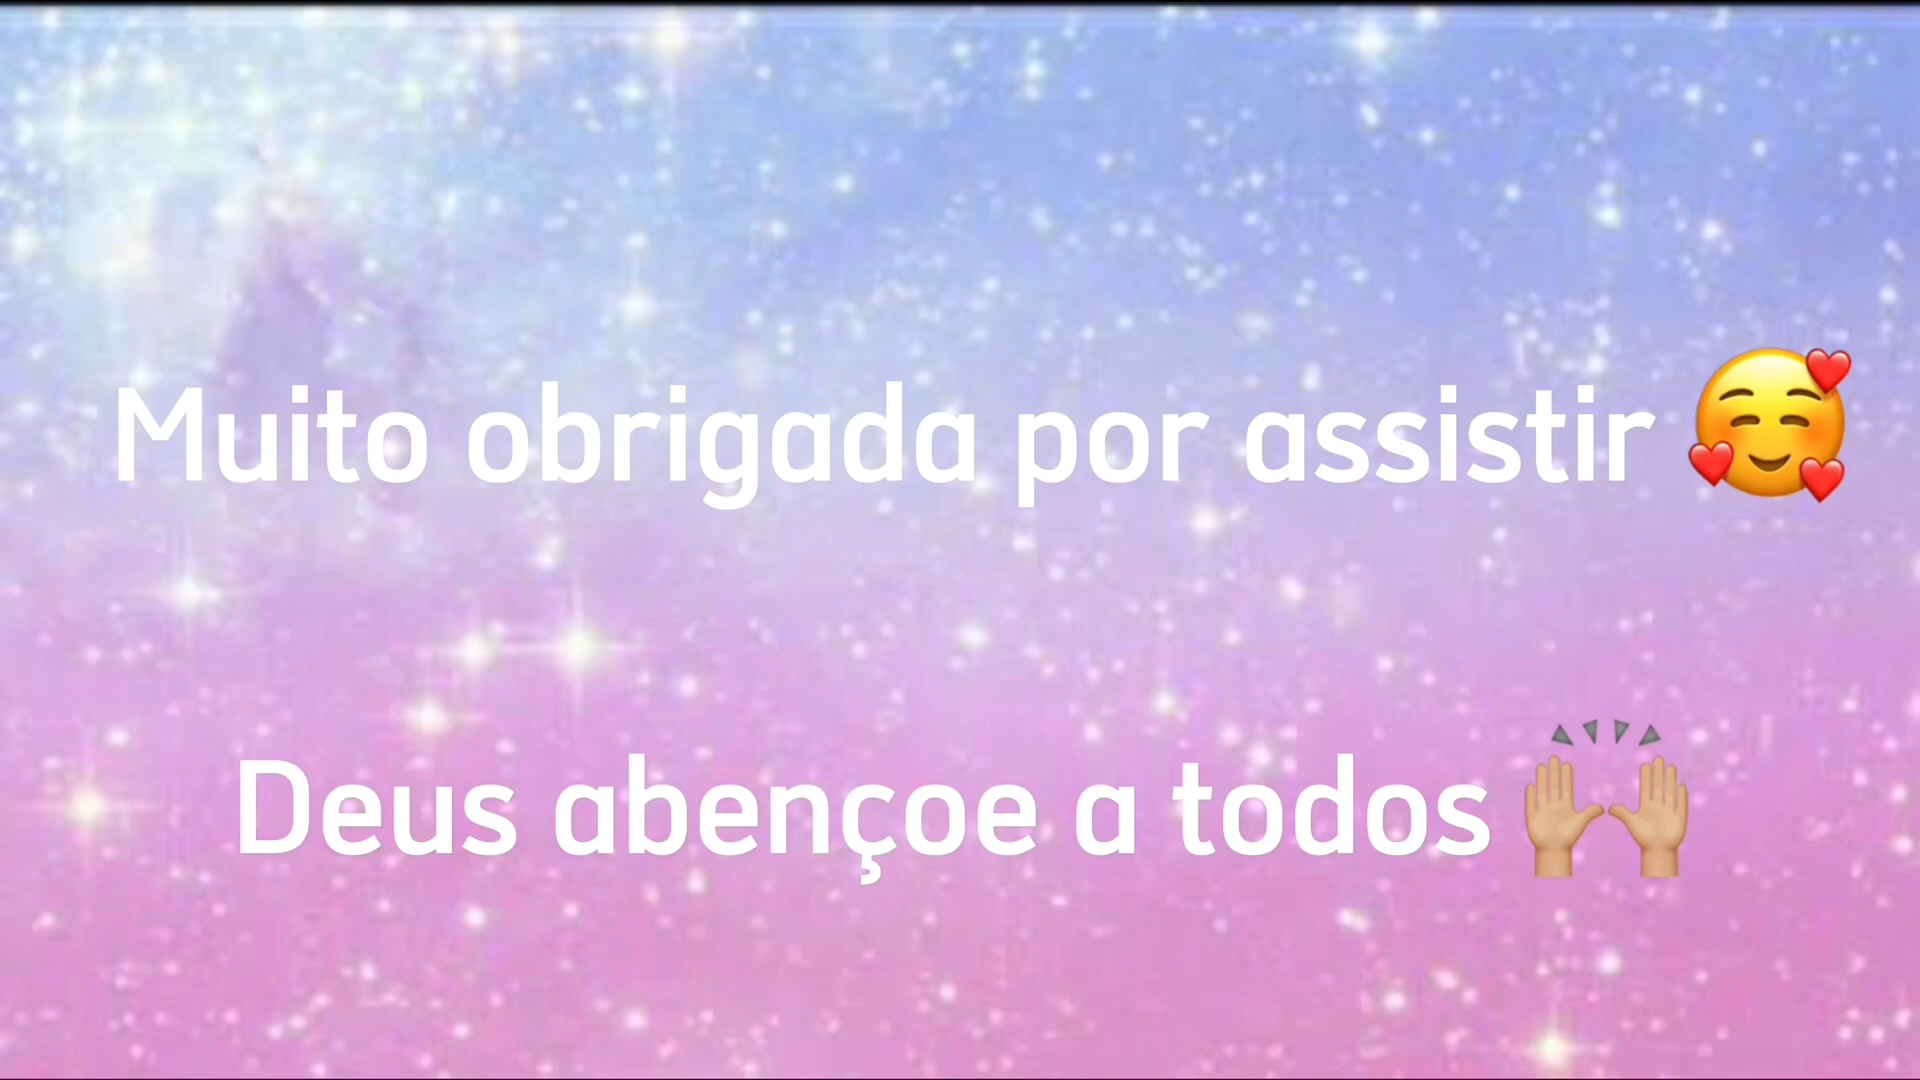 Muito obrigada por assistir 🥰
Deus abençoe a todos 🙌🏼